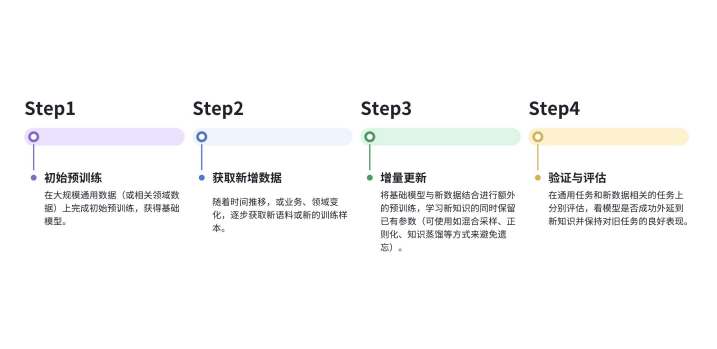 Step1
初始预训练
在大规模通用数据（或相关领域数
据）上完成初始预训练，获得基础
模型。
Step2
获取新增数据
随着时间推移，或业务、领域变
化，逐步获取新语料或新的训练样
本。
Step3
增量更新
将基础模型与新数据结合进行额外
的预训练，学习新知识的同时保留
已有参数（可使用如混合采样、正
则化、知识蒸馏等方式来避免遗
忘）。
Step4
验证与评估
在通用任务和新数据相关的任务上
分别评估，看模型是否成功外延到
新知识并保持对旧任务的良好表现。